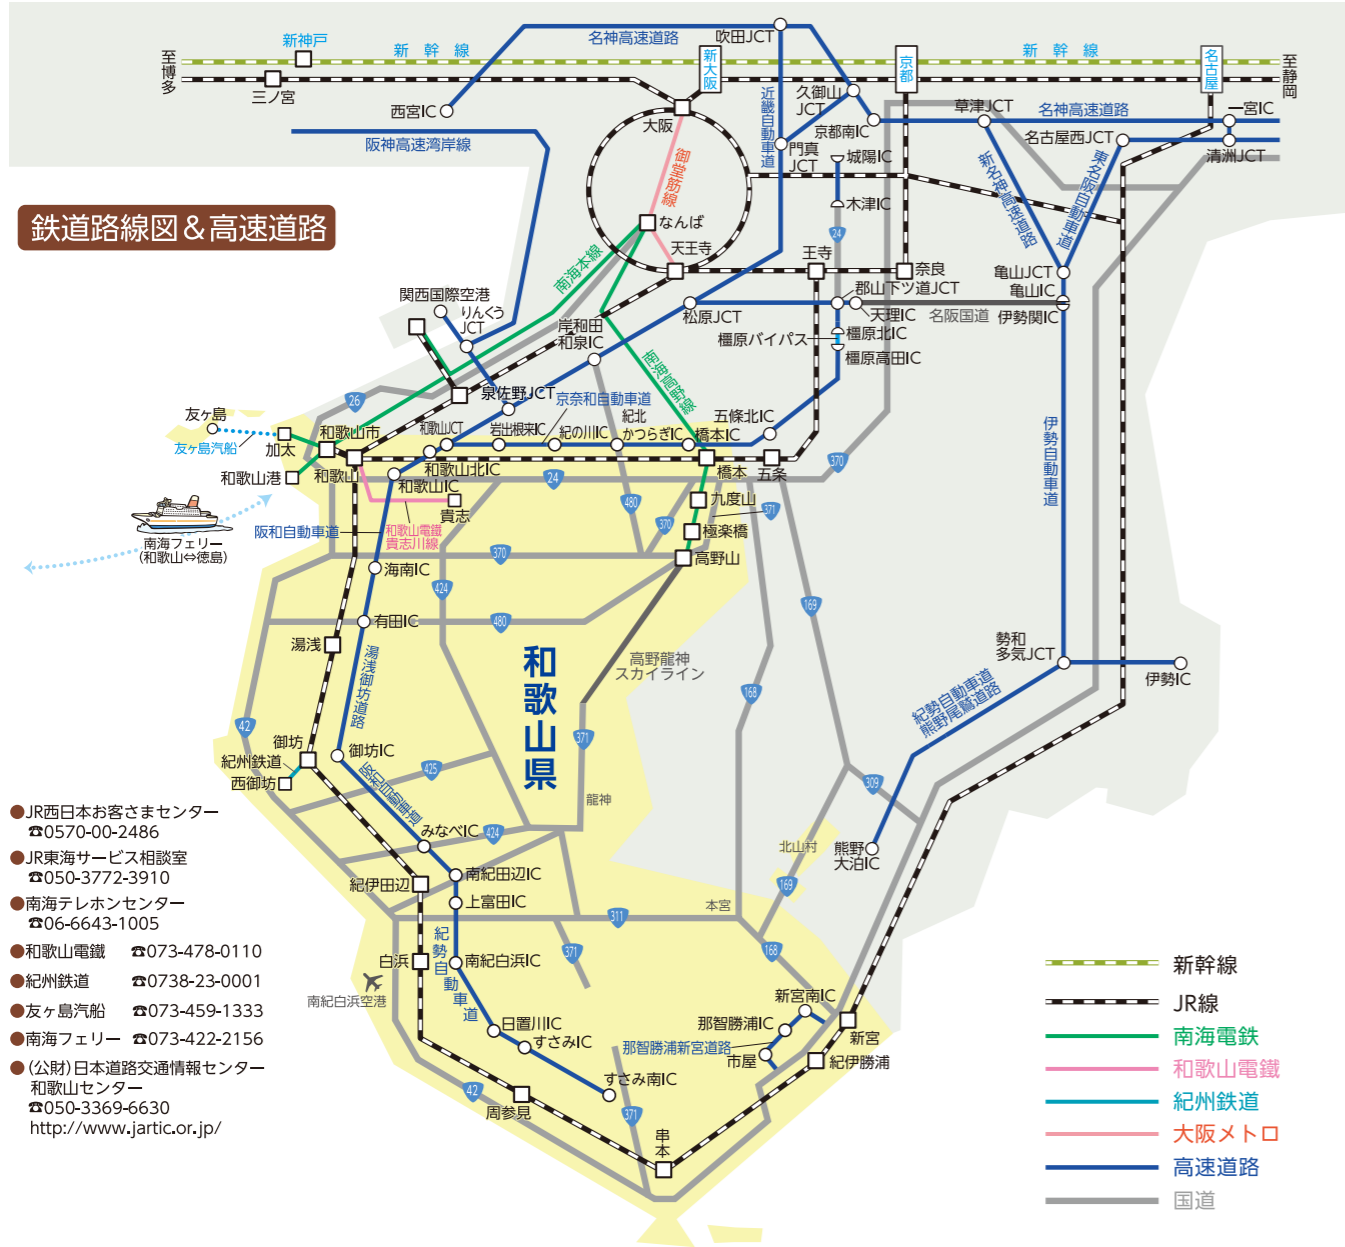 鉄道路線図＆高速道路
至博多
新神戸
新幹線
名神高速道路
吹田JCT
新大阪
新幹線
京都
名古屋
至静岡
三ノ宮
西宮IC
大阪
近畿自動車道
久御山
JCT
京都南IC
草津JCT
名神高速道路
一宮IC
名古屋西JCT
清洲JCT
阪神高速湾岸線
御堂筋線
門真
JCT
城陽IC
木津IC
24
新名神高速道路
東名阪自動車道
なんば
天王寺
王寺
奈良
南海本線
亀山JCT
亀山IC
伊勢関IC
郡山下ツ道JCT
天理IC
名阪国道
関西国際空港
りんくう
JCT
岸和田
和泉IC
松原JCT
橿原バイパス
橿原北IC
橿原高田IC
南海高野線
泉佐野JCT
京奈和自動車道
五條北IC
26
友ヶ島
友ヶ島汽船
加太
和歌山市
和歌山JCT
岩出根来IC
紀の川IC
紀北
かつらぎIC
橋本IC
伊勢自動車道
和歌山港
和歌山
和歌山北IC
和歌山IC
24
橋本
五条
370
貴志
480
370
九度山
371
極楽橋
高野山
南海フェリー
(和歌山⇔徳島)
阪和自動車道
和歌山電鐵
貴志川線
370
海南IC
424
169
有田IC
480
湯浅
湯浅御坊道路
和歌山県
高野龍神
スカイライン
勢和
多気JCT
伊勢IC
168
紀勢自動車道
熊野尾鷲道路
42
371
御坊
紀州鉄道
西御坊
御坊IC
425
阪和自動車道
309
龍神
みなべIC
424
北山村
熊野
大泊IC
169
紀伊田辺
南紀田辺IC
上富田IC
311
本宮
168
371
白浜
紀勢自動車道
南紀白浜IC
南紀白浜空港
日置川IC
すさみIC
すさみ南IC
新宮南IC
那智勝浦IC
那智勝浦新宮道路
市屋
新宮
紀伊勝浦
42
周参見
371
串本
●JR西日本お客さまセンター
☎0570-00-2486
●JR東海サービス相談室
☎050-3772-3910
●南海テレホンセンター
☎06-6643-1005
●和歌山電鐵 ☎073-478-0110
●紀州鉄道 ☎0738-23-0001
●友ヶ島汽船 ☎073-459-1333
●南海フェリー ☎073-422-2156
●(公財)日本道路交通情報センター
和歌山センター
☎050-3369-6630
http://www.jartic.or.jp/
新幹線
JR線
南海電鉄
和歌山電鐵
紀州鉄道
大阪メトロ
高速道路
国道